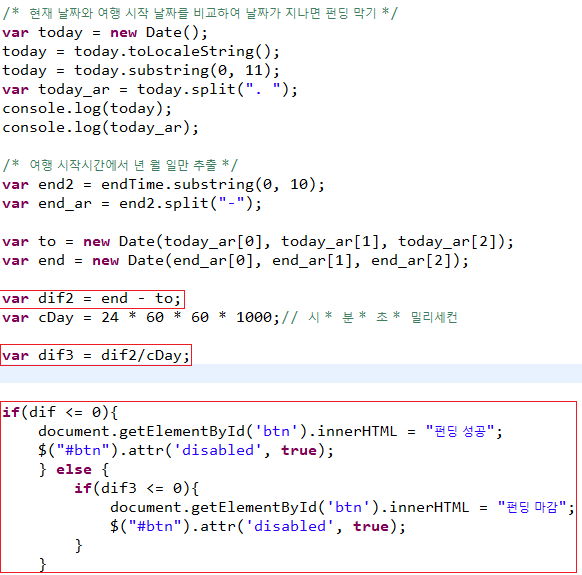 /* 현재 날짜와 여행 시작 날짜를 비교하여 날짜가 지나면 펀딩 막기 */
var today = new Date();
today = today.toLocaleString();
today = today.substring(0, 11);
var today_ar = today.split(". ");
console.log(today);
console.log(today_ar);
/* 여행 시작시간에서 년 월 일만 추출 */
var end2 = endTime.substring(0, 10);
var end_ar = end2.split("-");
var to = new Date(today_ar[0], today_ar[1], today_ar[2]);
var end = new Date(end_ar[0], end_ar[1], end_ar[2]);
var dif2 = end - to;
var cDay = 24 * 60 * 60 * 1000;// 시 * 분 * 초 * 밀리세컨
var dif3 = dif2/cDay;
if(dif <= 0){
document.getElementById('btn').innerHTML = "펀딩 성공";
$("#btn").attr('disabled', true);
} else {
if(dif3 <= 0){
document.getElementById('btn').innerHTML = "펀딩 마감";
$("#btn").attr('disabled', true);
}
}